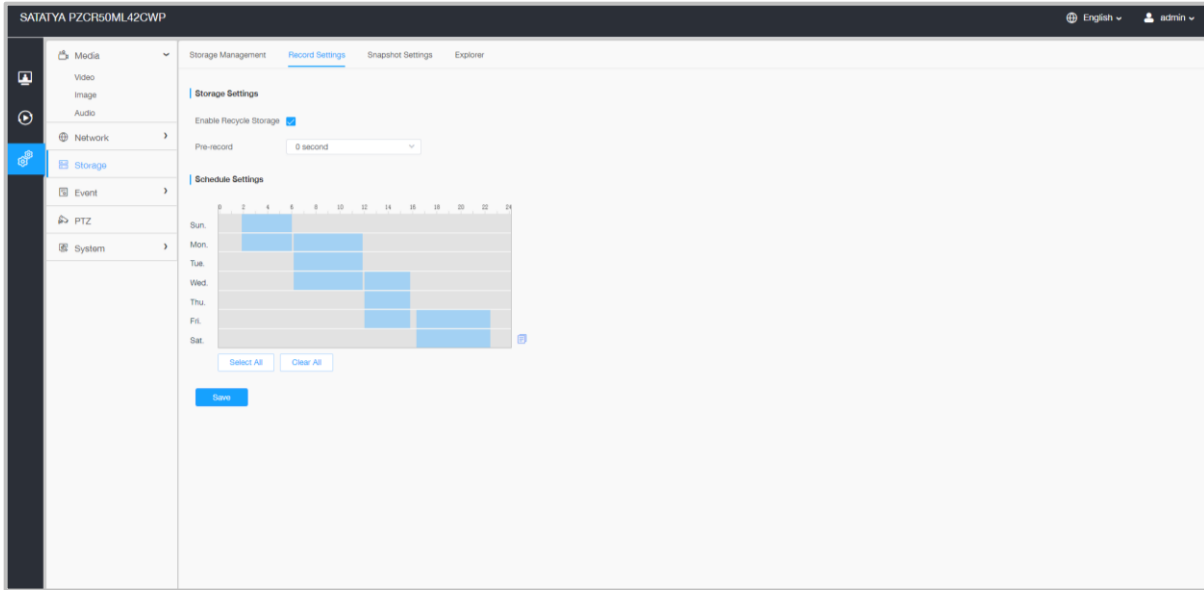 SATATYA PZCR50ML42CWP English admin
Media
Video
Image
Audio
Network
Storage
Event
PTZ
System
Storage Management Record Settings Snapshot Settings Explorer
Storage Settings
Enable Recycle Storage
Pre-record 0 second
Schedule Settings
0 2 4 6 8 10 12 14 16 18 20 22 24
Sun.
Mon.
Tue.
Wed.
Thu.
Fri.
Sat.
Select All Clear All
Save